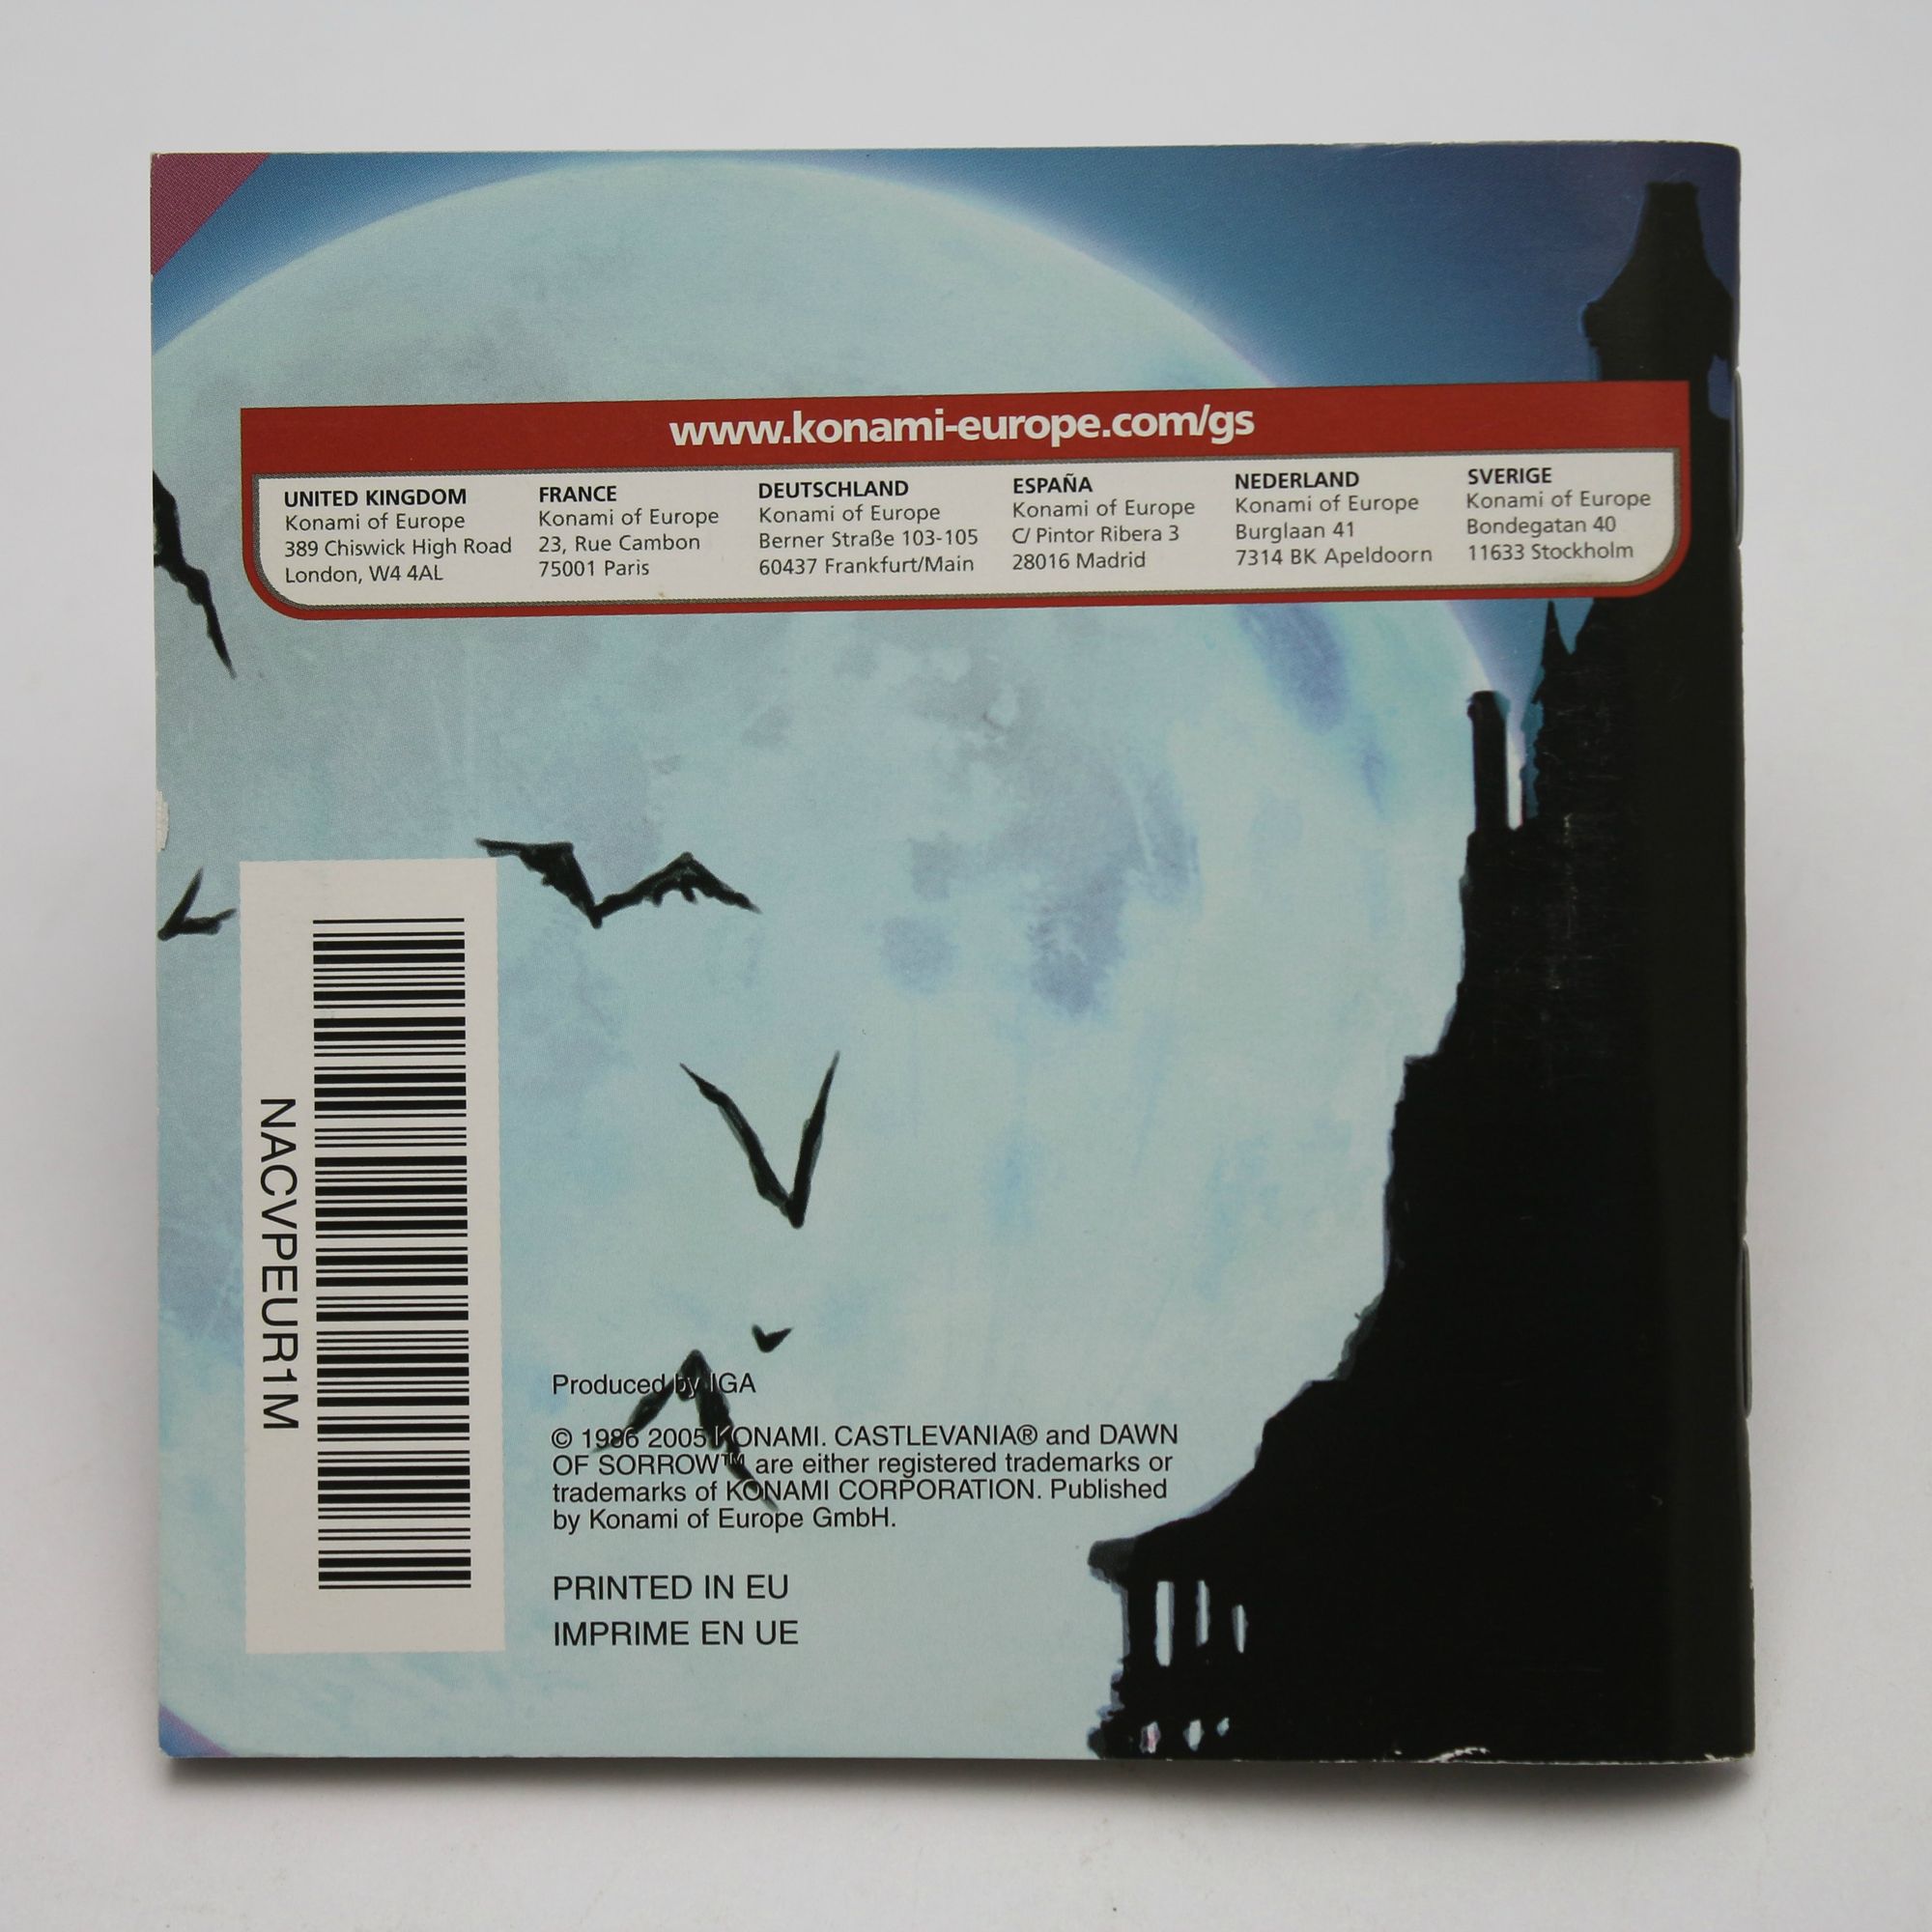 www.konami-europe.com/gs
UNITED KINGDOM
Konami of Europe
389 Chiswick High Road
London, W4 4AL
FRANCE
Konami of Europe
23, Rue Cambon
75001 Paris
DEUTSCHLAND
Konami of Europe
Berner Straße 103-105
60437 Frankfurt/Main
ESPAÑA
Konami of Europe
C/ Pintor Ribera 3
28016 Madrid
NEDERLAND
Konami of Europe
Burglaan 41
7314 BK Apeldoorn
SVERIGE
Konami of Europe
Bondegatan 40
11633 Stockholm
NACVPEUR1M
Produced by IGA
© 1986 2005 KONAMI. CASTLEVANIA® and DAWN
OF SORROW™ are either registered trademarks or
trademarks of KONAMI CORPORATION. Published
by Konami of Europe GmbH.
PRINTED IN EU
IMPRIME EN UE